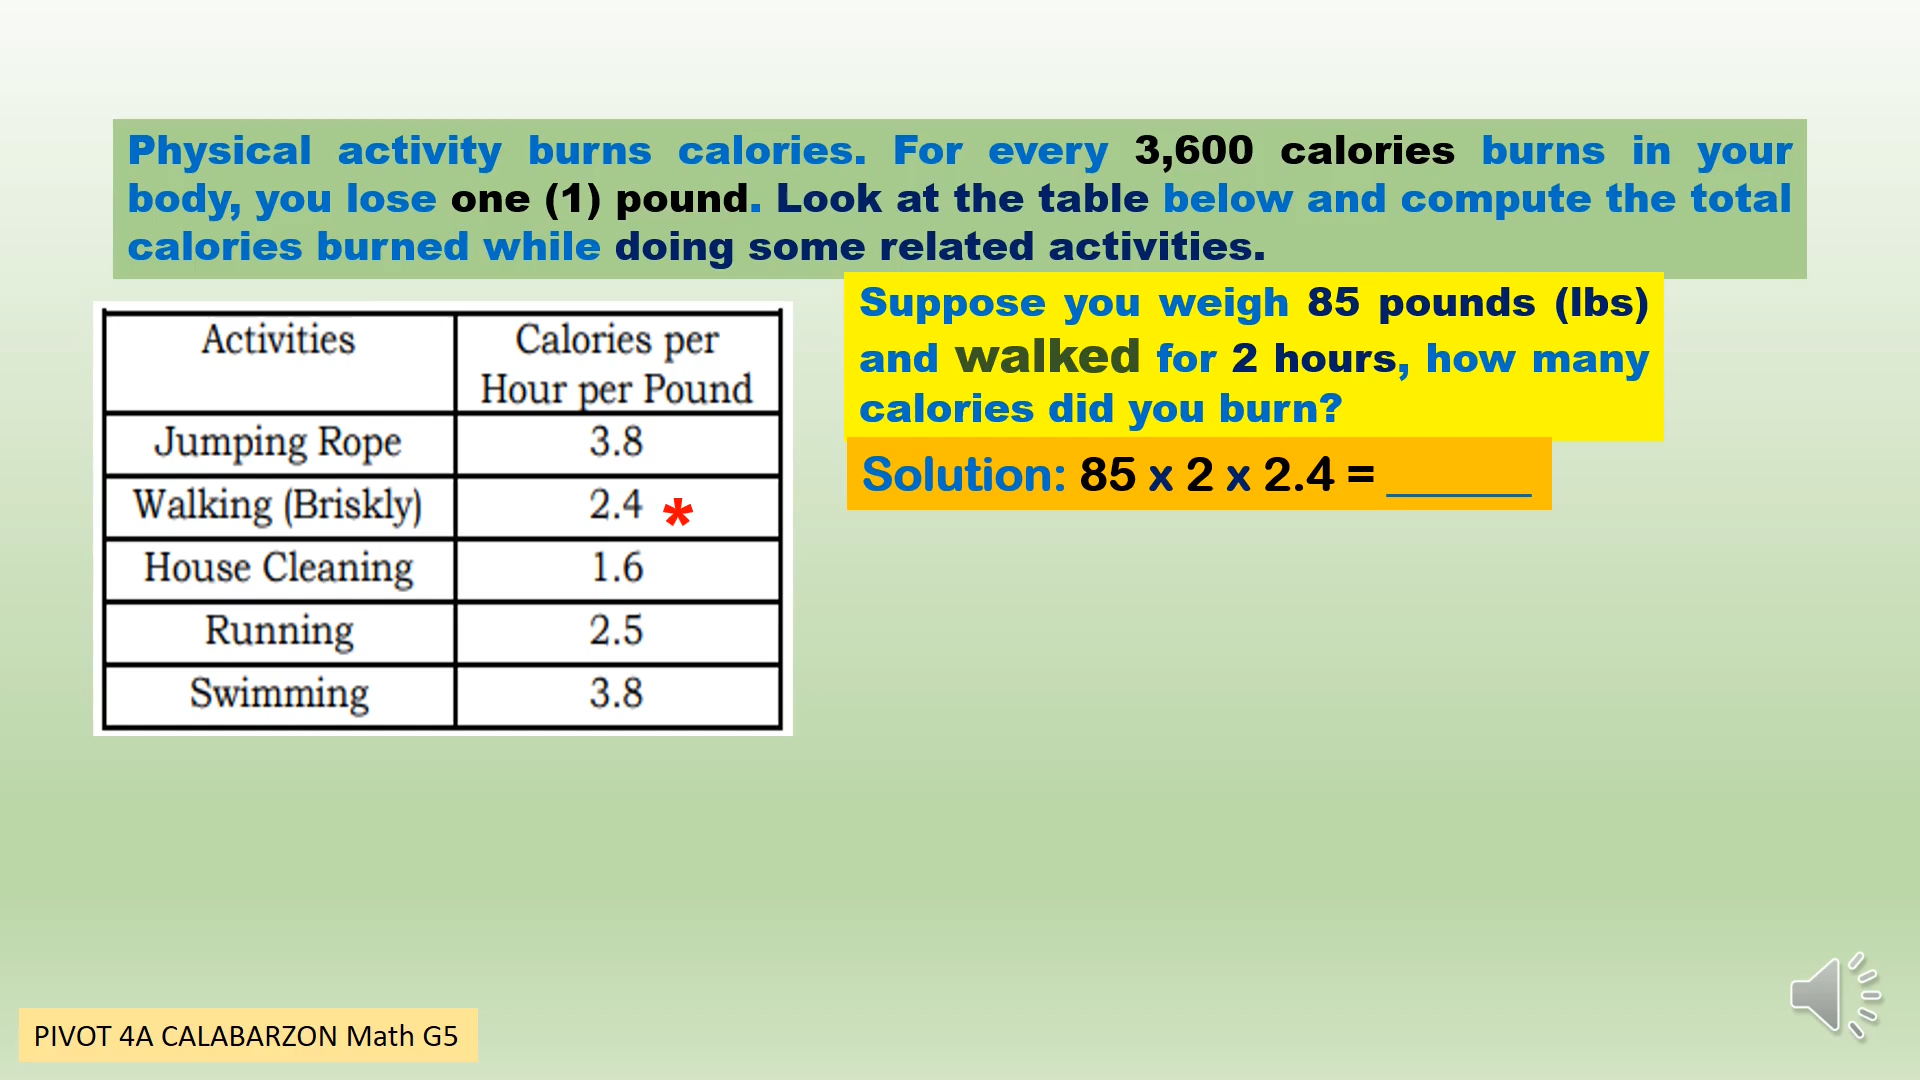 Physical activity burns calories. For every 3,600 calories burns in your
body, you lose one (1) pound. Look at the table below and compute the total
calories burned while doing some related activities.
Suppose you weigh 85 pounds (lbs)
and walked for 2 hours, how many
calories did you burn?
Solution: 85 x 2 x 2.4 = ______
Activities Calories per
Hour per Pound
Jumping Rope 3.8
Walking (Briskly) 2.4 *
House Cleaning 1.6
Running 2.5
Swimming 3.8
PIVOT 4A CALABARZON Math G5